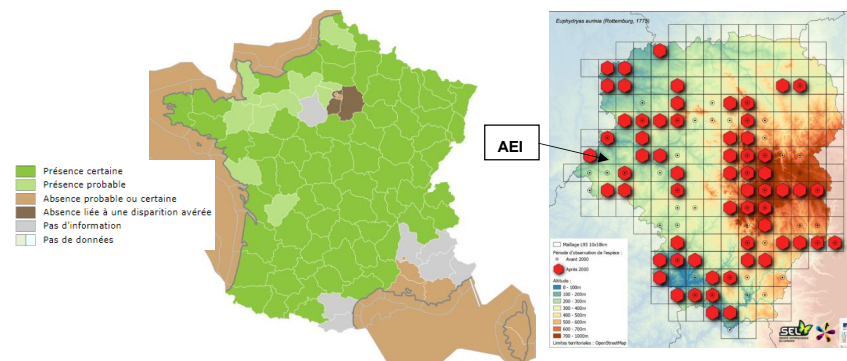 Présence certaine
Présence probable
Absence probable ou certaine
Absence liée à une disparition avérée
Pas d'information
Pas de données
AEI
Euphydryas aurinia (Rottemburg, 1775)
Maillage L93 10x10km
Période d'observation de l'espèce :
Avant 2000
Après 2000
Altitude :
0 - 100m
100 - 200m
200 - 300m
300 - 400m
400 - 500m
500 - 600m
600 - 700m
700 - 1000m
Limites territoriales : OpenStreetMap
SEL